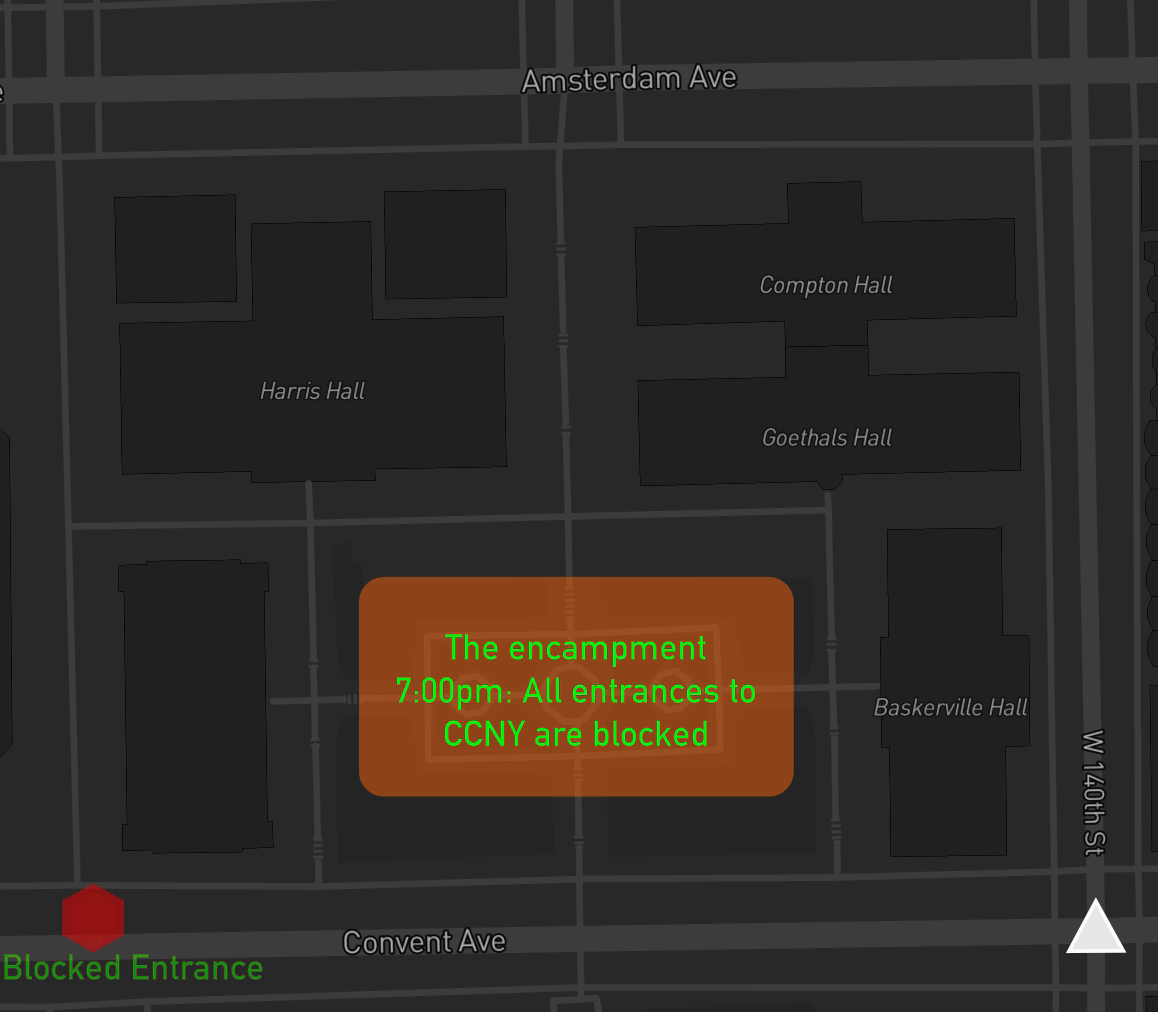 Amsterdam Ave
Compton Hall
Harris Hall
Goethals Hall
The encampment
7:00pm: All entrances to
CCNY are blocked
Baskerville Hall
W 140th St
Convent Ave
Blocked Entrance